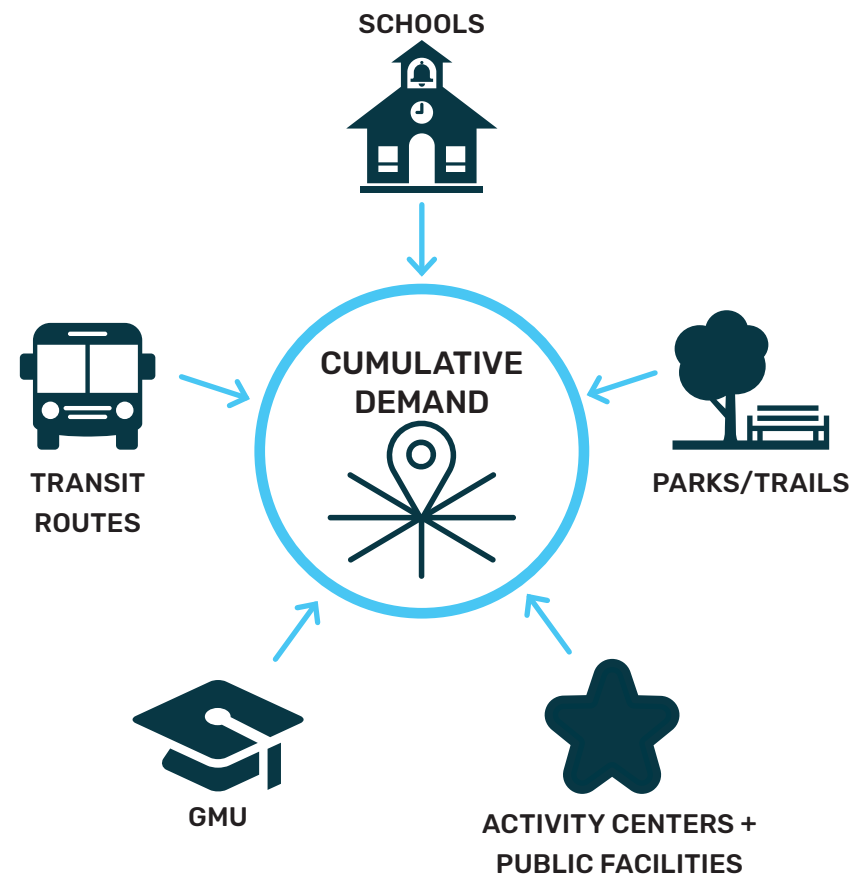 SCHOOLS
CUMULATIVE
DEMAND
TRANSIT
ROUTES
PARKS/TRAILS
GMU
ACTIVITY CENTERS +
PUBLIC FACILITIES